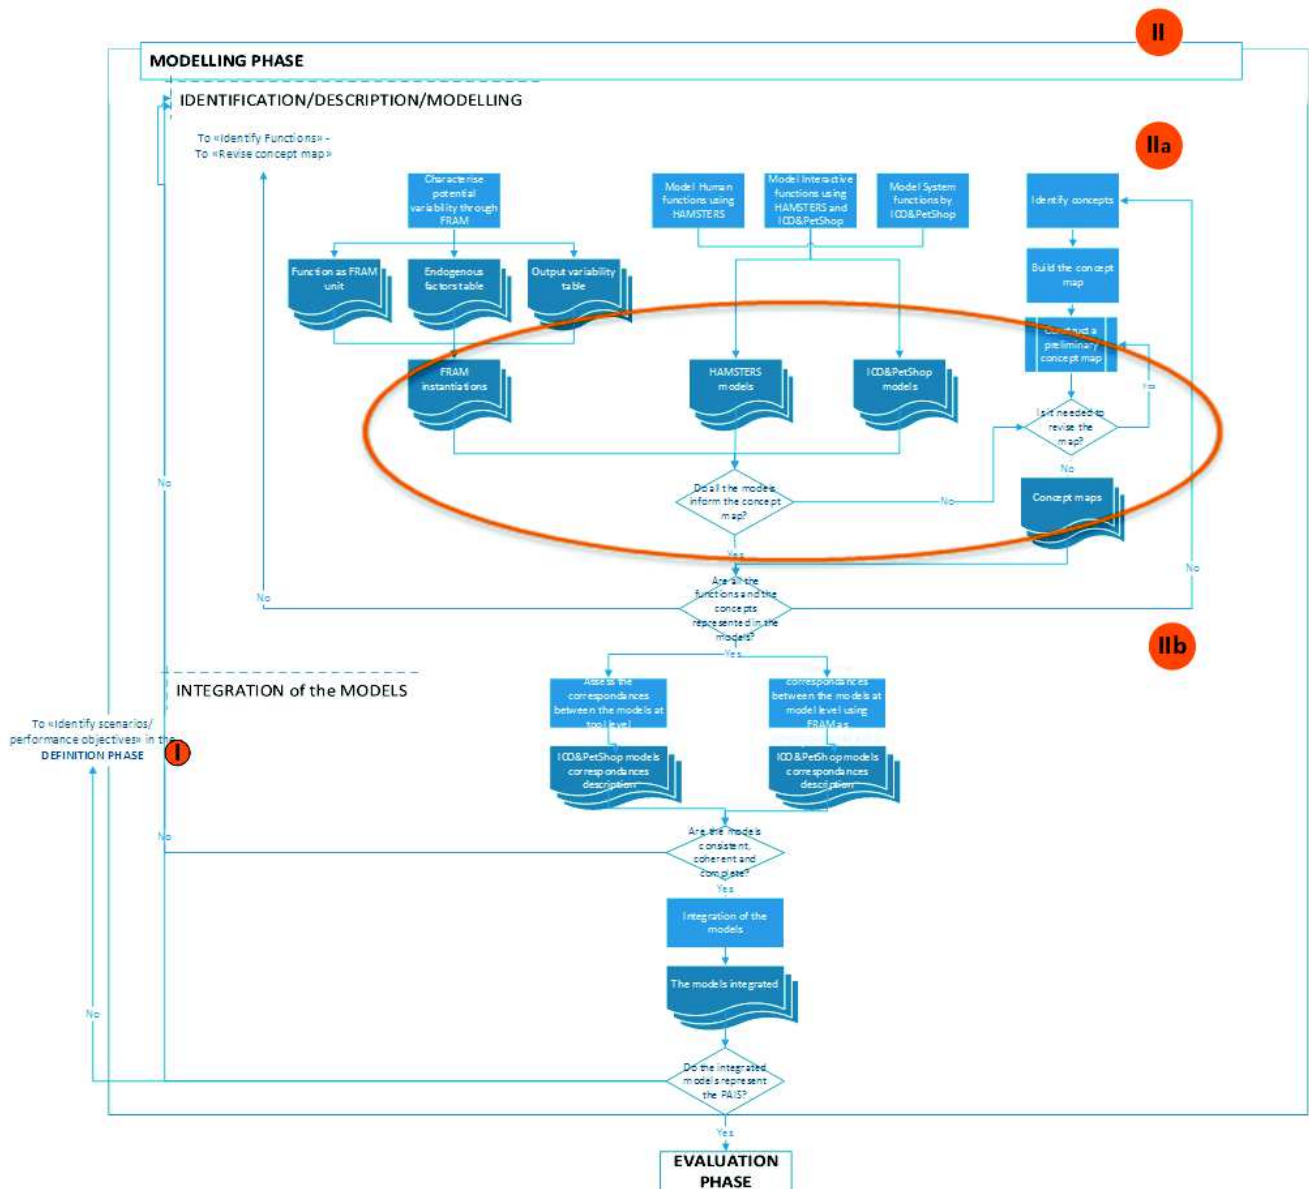 II
MODELLING PHASE
IDENTIFICATION/DESCRIPTION/MODELLING
To «Identify Functions» -
To «Revise concept map»
IIa
Characterise
potential
variability through
FRAM
Model Human
functions using
HAMSTERS
Model Interactive
functions using
HAMSTERS and
ICO&PetShop
Model System
functions by
ICO&PetShop
Identify concepts
Function as FRAM
unit
Endogenous
factors table
Output variability
table
Build the concept
map
Construct a
preliminary
concept map
FRAM
instantiations
HAMSTERS
models
ICO&PetShop
models
Yes
Is it needed to
revise the
map?
No
No
Do all the models
inform the concept
map?
No
Concept maps
Yes
No
Are all the
functions and the
concepts
represented in the
models?
No
Yes
IIb
INTEGRATION of the MODELS
Assess the
correspondances
between the models at
tool level
correspondances
between the models at
model level using
FRAM as
To «Identify scenarios/
performance objectives» in the
DEFINITION PHASE
I
ICO&PetShop models
correspondances
description
ICO&PetShop models
correspondances
description
No
Are the models
consistent,
coherent and
complete?
Yes
Integration of the
models
The models integrated
No
Do the integrated
models represent
the PAIS?
Yes
EVALUATION
PHASE